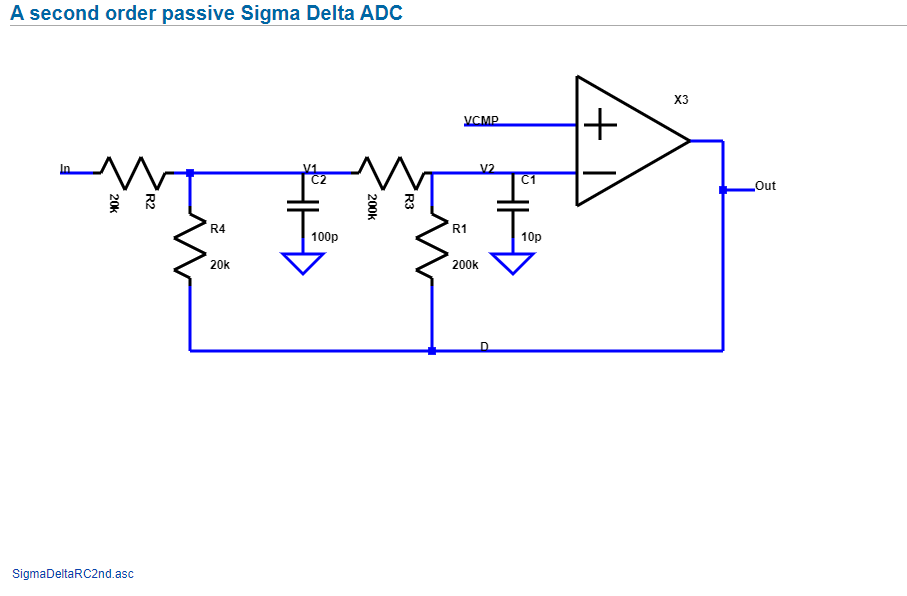 A second order passive Sigma Delta ADC
X3
VCMP
In
V1
V2
C2
C1
20k
R2
200k
R3
R4
R1
100p
10p
20k
200k
Out
D
SigmaDeltaRC2nd.asc